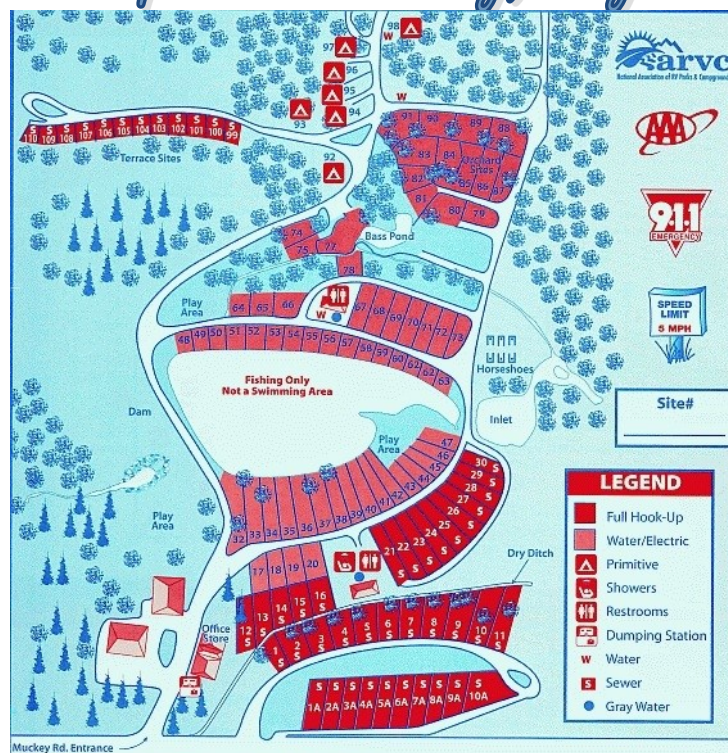 98
W
97
96
95
94
93
W
arvc
National Association of RV Parks & Campgrounds
110 109 108 107 106 105 104 103 102 101 100 99
S S S S S S S S S S S S
Terrace Sites
92
91 90 89 88
83 84 Orchard Sites
82 85 86 87
81 80 79
AAA
911
EMERGENCY
74
75 77
Bass Pond
78
SPEED
LIMIT
5 MPH
Play
Area
64 65 66
W
67 68 69 70 71 72 73
48 49 50 51 52 53 54 55 56 57 58 59 60 62 62 63
Horseshoes
Fishing Only
Not a Swimming Area
Site#
Dam
Inlet
Play
Area
47
46
45
44
43
42
41
40
39
38
37
36
35
34
33
32
30 S
29 S
28 S
27 S
26 S
25 S
24 S
23 S
22 S
21 S
Play
Area
LEGEND
Full Hook-Up
Water/Electric
Primitive
Showers
Restrooms
Dumping Station
W Water
S Sewer
Gray Water
Dry Ditch
17 18 19 20
12 13 14 15 16
S S S S S
Office
Store
1 2 3 4 S 6 7 8 9 10 11
S S S S S S S S S S
S S S S S S S S S S
1A 2A 3A 4A 5A 6A 7A 8A 9A 10A
Muckey Rd. Entrance